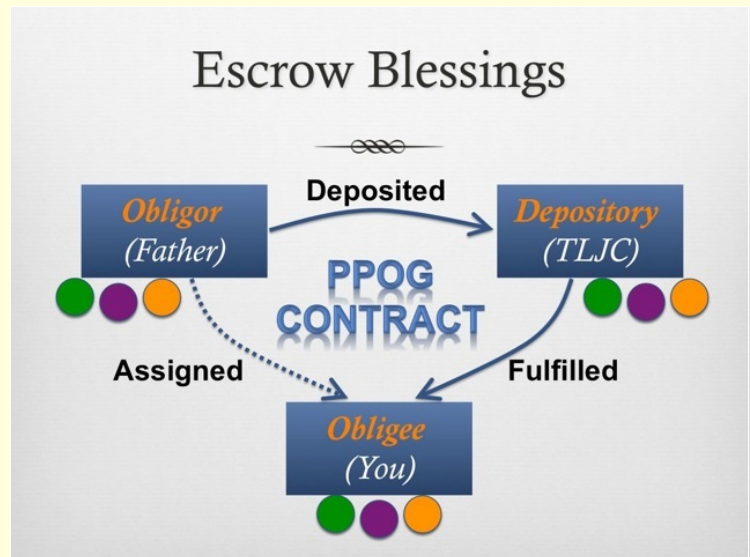 Escrow Blessings
Deposited
Obligor
(Father)
Depository
(TLJC)
PPOG
CONTRACT
Assigned
Fulfilled
Obligee
(You)